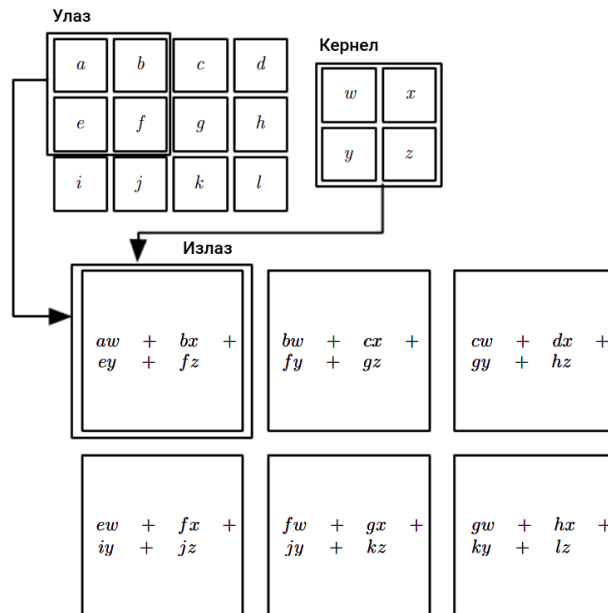 Улаз
a b c d
Кернел
w x
e f g h
y z
i j k l
Излаз
aw + bx +
ey + fz
bw + cx +
fy + gz
cw + dx +
gy + hz
ew + fx +
iy + jz
fw + gx +
jy + kz
gw + hx +
ky + lz